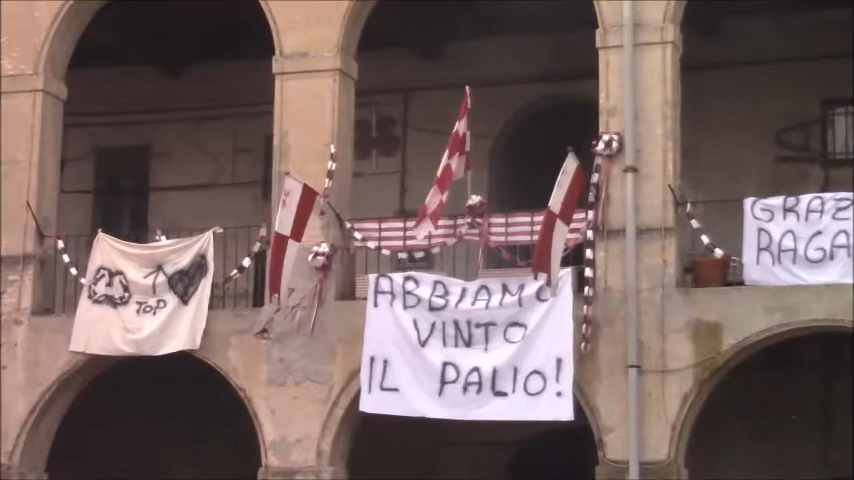 TOP
ABBIAMO
VINTO
IL PALIO!
GRAZ
RAGA